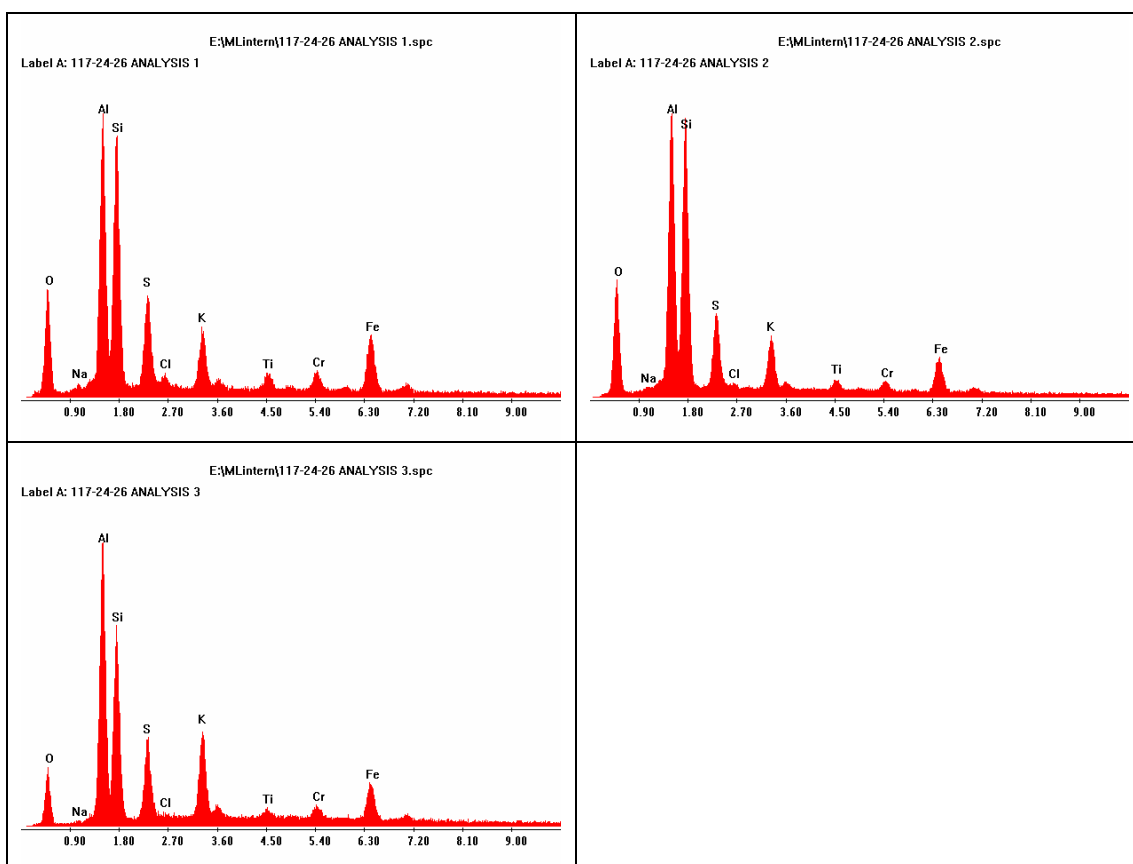 E:\MLintern\117-24-26 ANALYSIS 1.spc
Label A: 117-24-26 ANALYSIS 1
Al
Si
O
S
K
Fe
Na
Cl
Ti
Cr
0.90 1.80 2.70 3.60 4.50 5.40 6.30 7.20 8.10 9.00
E:\MLintern\117-24-26 ANALYSIS 2.spc
Label A: 117-24-26 ANALYSIS 2
Al
Si
O
S
K
Fe
Na
Cl
Ti
Cr
0.90 1.80 2.70 3.60 4.50 5.40 6.30 7.20 8.10 9.00
E:\MLintern\117-24-26 ANALYSIS 3.spc
Label A: 117-24-26 ANALYSIS 3
Al
Si
K
S
O
Fe
Na
Cl
Ti
Cr
0.90 1.80 2.70 3.60 4.50 5.40 6.30 7.20 8.10 9.00